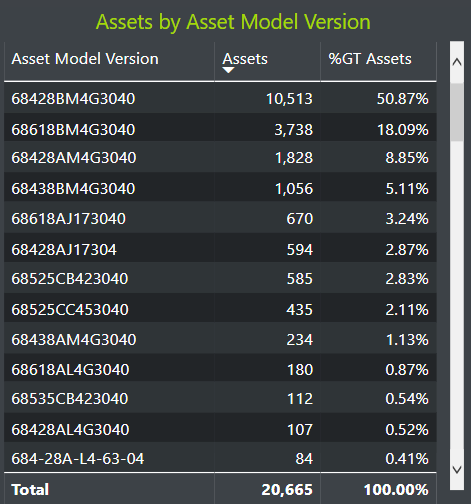 Assets by Asset Model Version
Asset Model Version Assets %GT Assets
68428BM4G3040 10,513 50.87%
68618BM4G3040 3,738 18.09%
68428AM4G3040 1,828 8.85%
68438BM4G3040 1,056 5.11%
68618AJ173040 670 3.24%
68428AJ17304 594 2.87%
68525CB423040 585 2.83%
68525CC453040 435 2.11%
68438AM4G3040 234 1.13%
68618AL4G3040 180 0.87%
68535CB423040 112 0.54%
68428AL4G3040 107 0.52%
684-28A-L4-63-04 84 0.41%
Total 20,665 100.00%